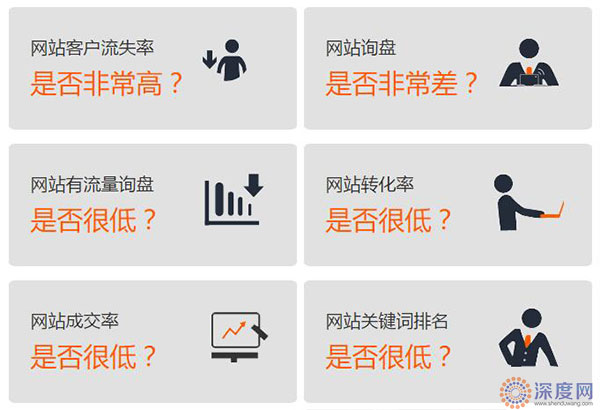 网站客户流失率
是否非常高？
网站询盘
是否非常差？
网站有流量询盘
是否很低？
网站转化率
是否很低？
网站成交率
是否很低？
网站关键词排名
是否很低？
深度网
www.shenduwang.com